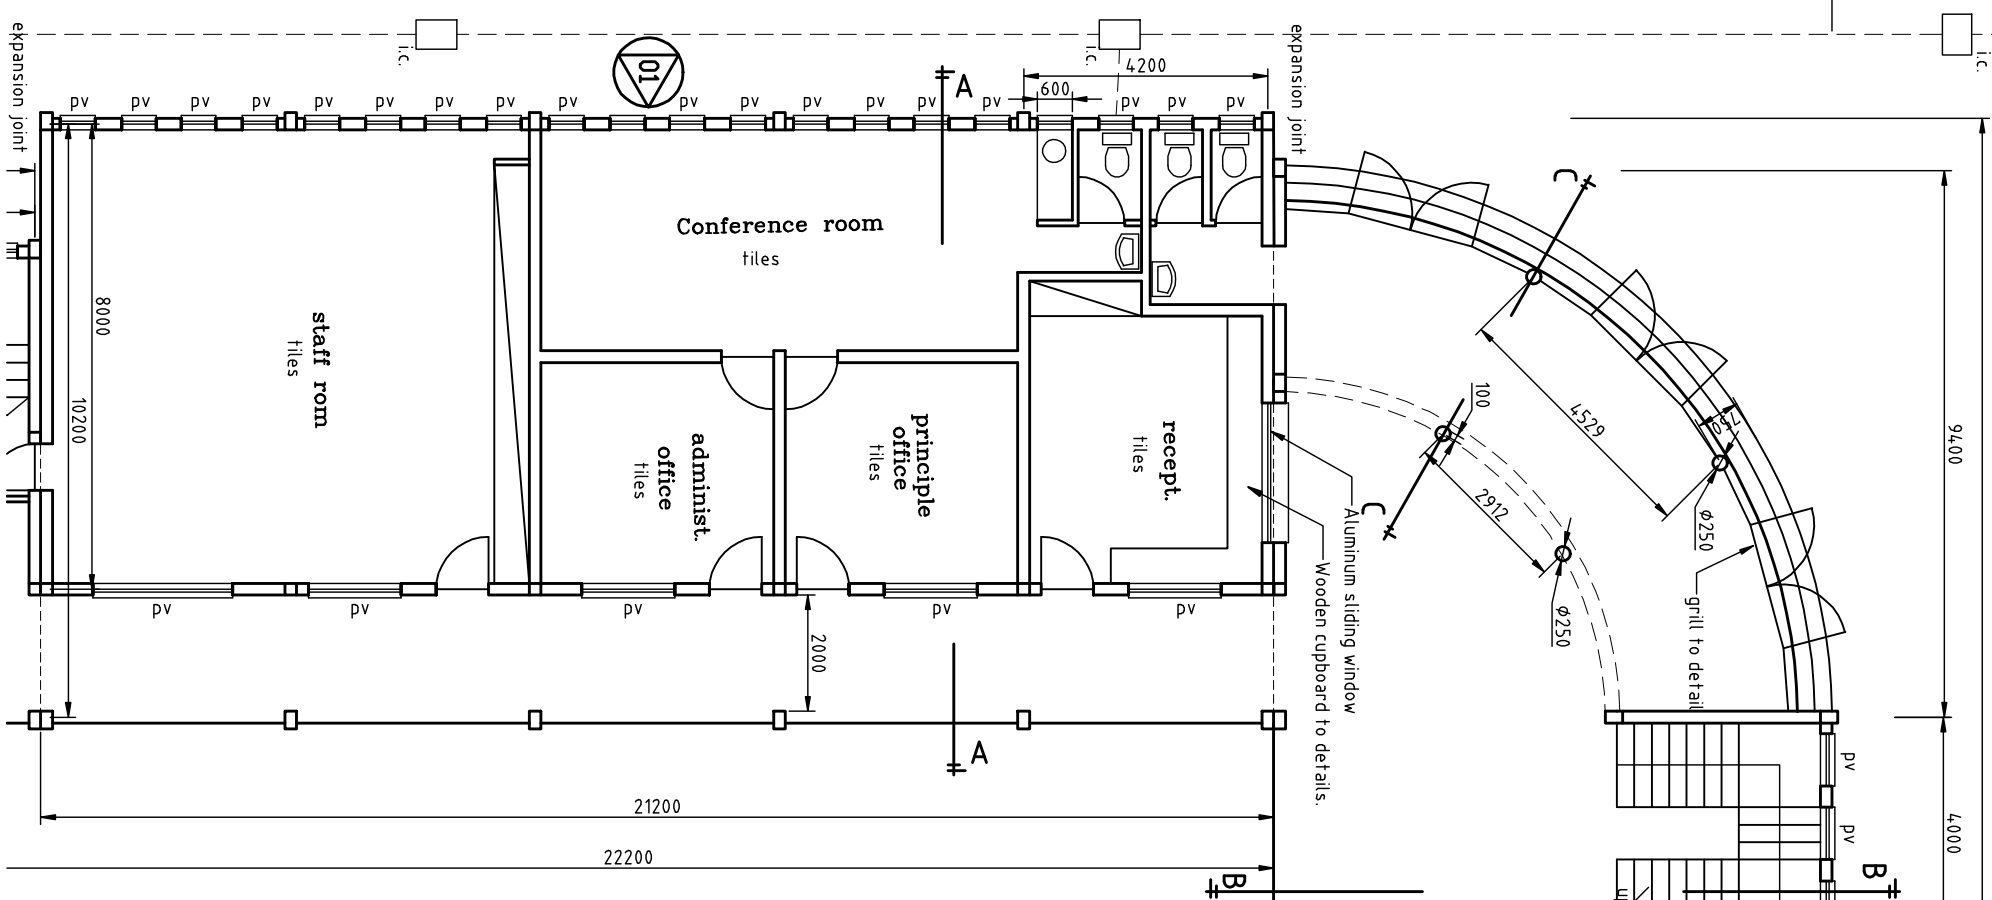 expansion joint
i.c.
01
A
i.c.
4200
600
expansion joint
i.c.
pv pv pv pv pv pv pv pv pv pv pv pv pv pv pv pv pv pv
C
Conference room
tiles
8000
staff rom
tiles
10200
administ.
office
tiles
principle
office
tiles
recept.
tiles
100
4529
750
9400
2912
C
Φ250
Φ250
Aluminum sliding window
Wooden cupboard to details.
grill to detail
pv pv pv pv pv
2000
A
pv
21200
pv
4000
22200
B
B